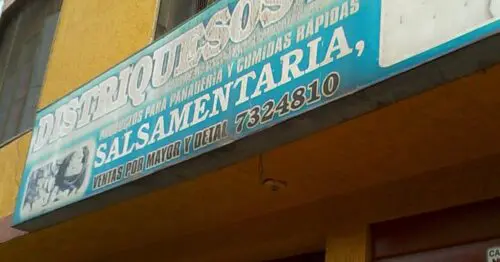 DISTRIQUESOS
PRODUCTOS PARA PANADERIA Y COMIDAS RAPIDAS
SALSAMENTARIA,
VENTAS POR MAYOR Y DETAL 7324810